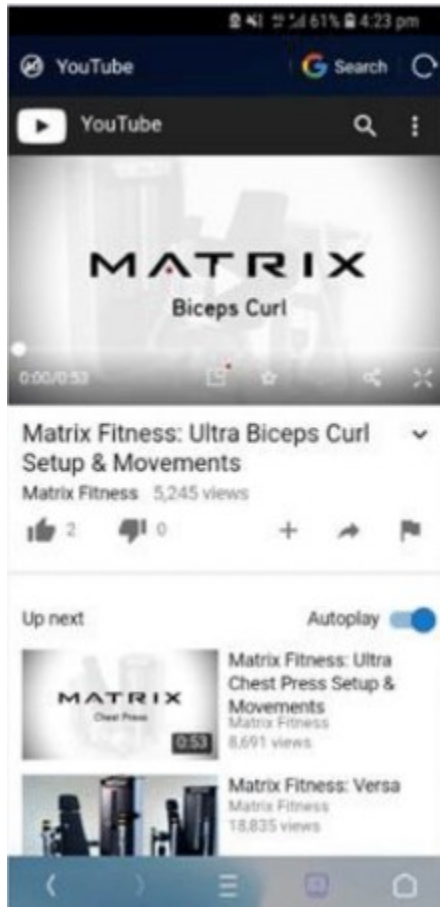 61% 4:23 pm
YouTube
Search
YouTube
MATRIX
Biceps Curl
0:00/0:53
Matrix Fitness: Ultra Biceps Curl
Setup & Movements
Matrix Fitness 5,245 views
2 0
Up next
Autoplay
MATRIX
Chest Press
0:53
Matrix Fitness: Ultra
Chest Press Setup &
Movements
Matrix Fitness
8,691 views
Matrix Fitness: Versa
Matrix Fitness
18,835 views